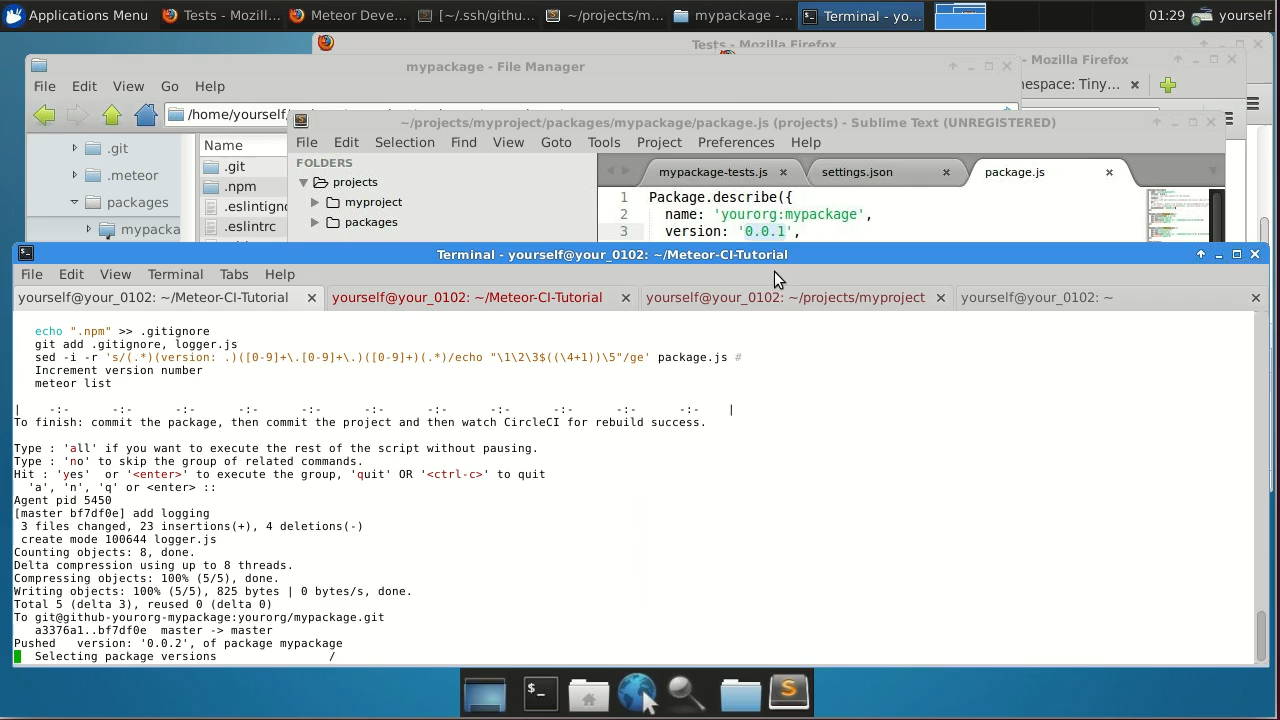 Applications Menu
Tests - Mozil...
Meteor Deve...
[~/.ssh/githu...
~/projects/m...
mypackage -...
Terminal - yo...
01:29
yourself
Tests - Mozilla Firefox
mypackage - File Manager
- Mozilla Firefox
File Edit View Go Help
espace: Tiny...
/home/yourself/
~/projects/myproject/packages/mypackage/package.js (projects) - Sublime Text (UNREGISTERED)
File Edit Selection Find View Goto Tools Project Preferences Help
.git
.meteor
packages
mypacka
Name
.git
.npm
.eslintigno
.eslintrc
FOLDERS
projects
myproject
packages
mypackage-tests.js
settings.json
package.js
1 Package.describe({
2 name: 'yourorg:mypackage',
3 version: '0.0.1',
Terminal - yourself@your_0102: ~/Meteor-CI-Tutorial
File Edit View Terminal Tabs Help
yourself@your_0102: ~/Meteor-CI-Tutorial
yourself@your_0102: ~/Meteor-CI-Tutorial
yourself@your_0102: ~/projects/myproject
yourself@your_0102: ~
echo ".npm" >> .gitignore
git add .gitignore, logger.js
sed -i -r 's/(.*)(version: .)([0-9]+\.[0-9]+\.)([0-9]+)(.*)/echo "\1\2\3$((\4+1))\5"/ge' package.js #
Increment version number
meteor list
| -:- -:- -:- -:- -:- -:- -:- -:- -:- -:- -:- |
To finish: commit the package, then commit the project and then watch CircleCI for rebuild success.
Type : 'all' if you want to execute the rest of the script without pausing.
Type : 'no' to skip the group of related commands.
Hit : 'yes' or '<enter>' to execute the group, 'quit' OR '<ctrl-c>' to quit
'a', 'n', 'q' or <enter> ::
Agent pid 5450
[master bf7df0e] add logging
3 files changed, 23 insertions(+), 4 deletions(-)
create mode 100644 logger.js
Counting objects: 8, done.
Delta compression using up to 8 threads.
Compressing objects: 100% (5/5), done.
Writing objects: 100% (5/5), 825 bytes | 0 bytes/s, done.
Total 5 (delta 3), reused 0 (delta 0)
To git@github-yourorg-mypackage:yourorg/mypackage.git
a3376a1..bf7df0e master -> master
Pushed version: '0.0.2', of package mypackage
Selecting package versions /